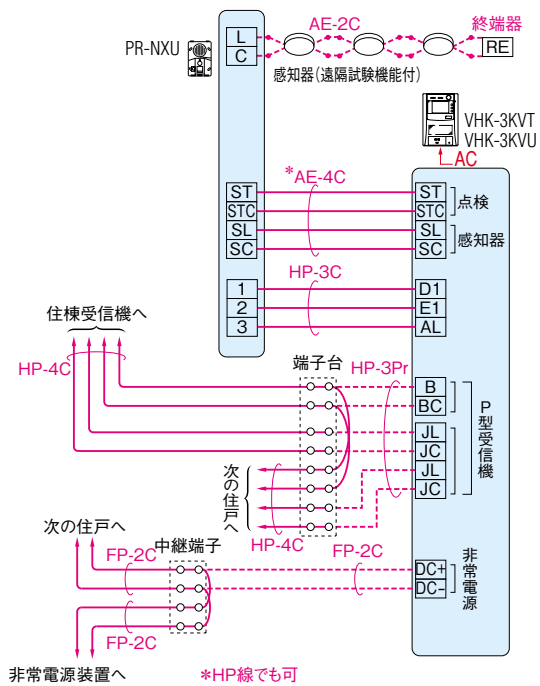 AE-2C
終端器
L
C
RE
PR-NXU
感知器(遠隔試験機能付)
VHK-3KVT
VHK-3KVU
AC
*AE-4C
ST
STC
SL
SC
ST
STC
SL
SC
点検
感知器
HP-3C
1
2
3
D1
E1
AL
住棟受信機へ
HP-4C
端子台
HP-3Pr
B
BC
JL
JC
JL
JC
P型受信機
次の住戸へ
HP-4C
次の住戸へ
中継端子
FP-2C
FP-2C
DC+
DC-
非常電源
FP-2C
非常電源装置へ
*HP線でも可